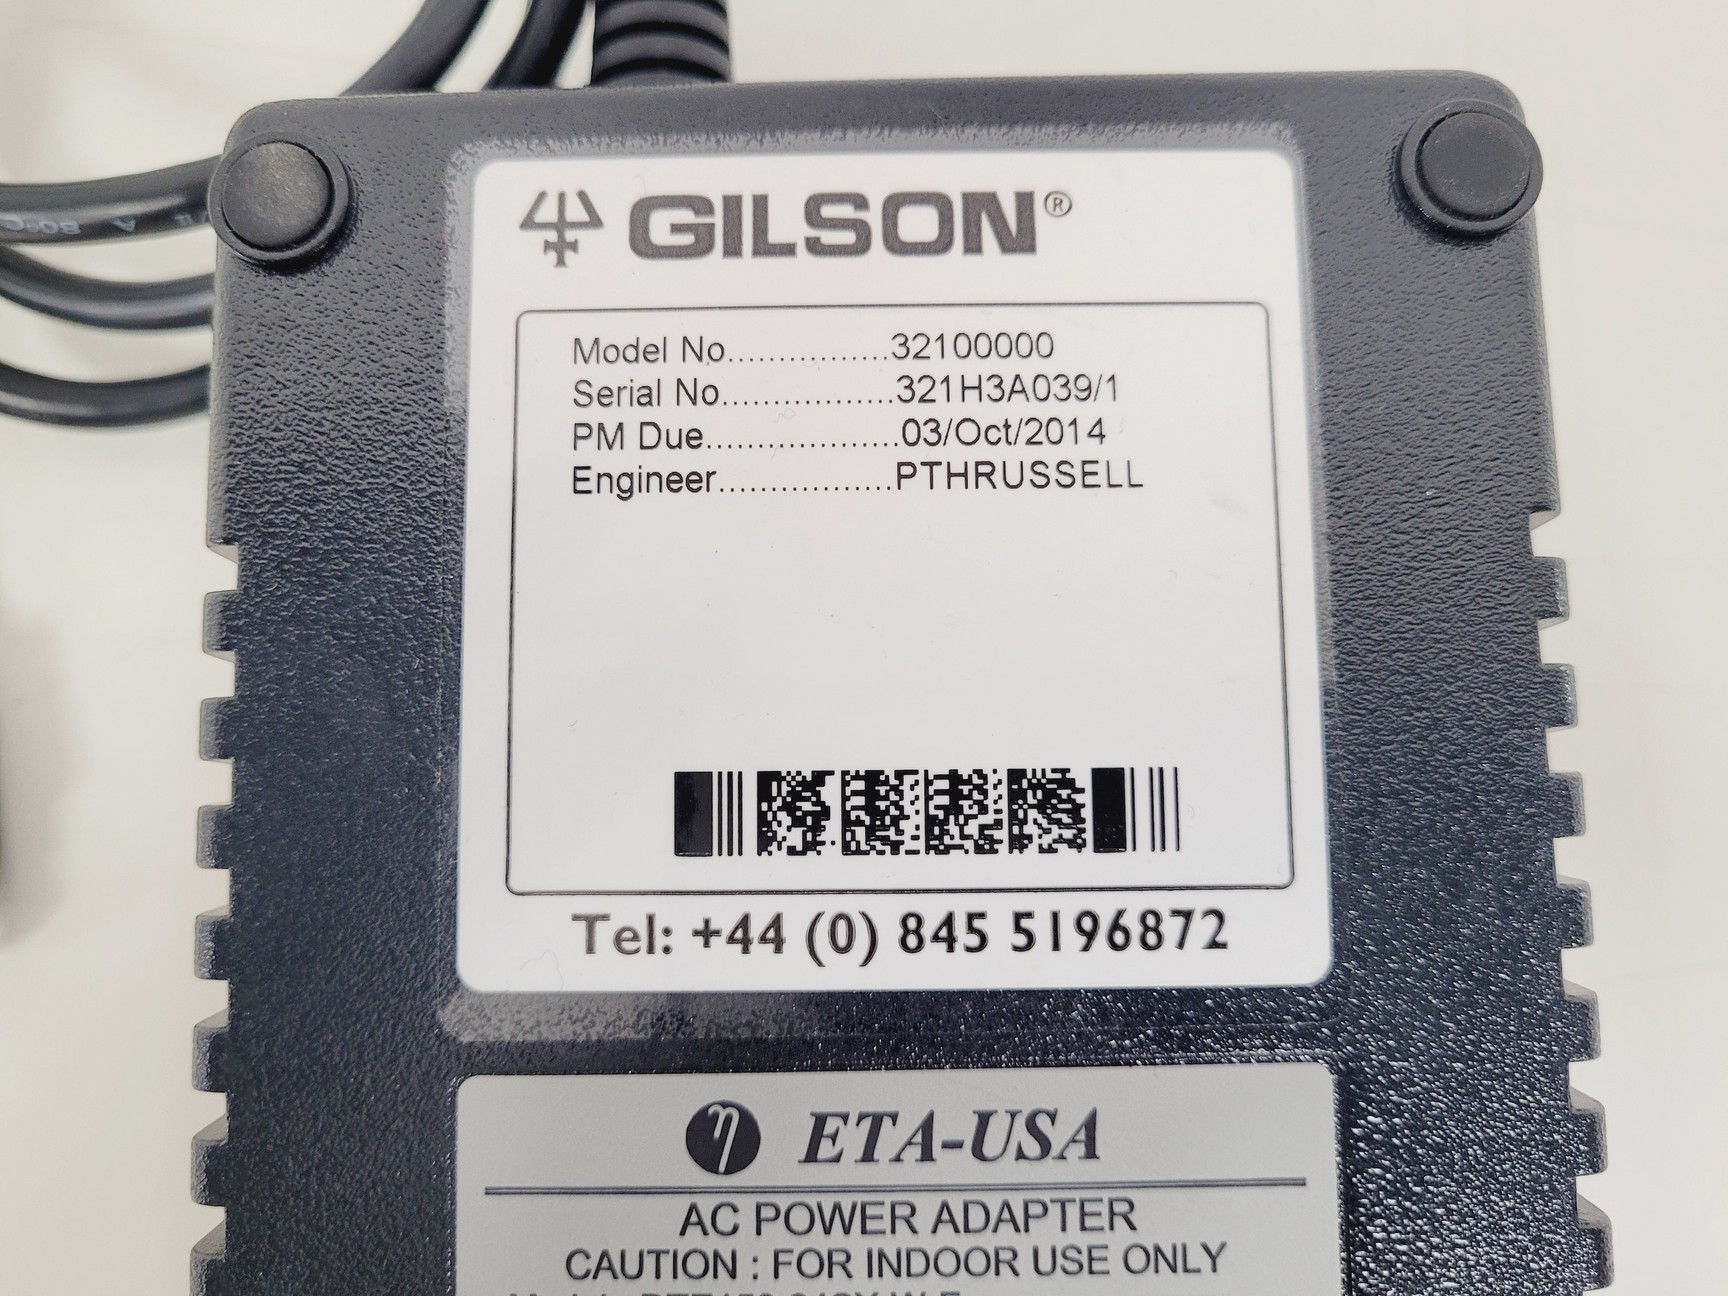 GILSON®
Model No...............32100000
Serial No.................321H3A039/1
PM Due...................03/Oct/2014
Engineer.................PTHRUSSELL
Tel: +44 (0) 845 5196872
η ETA-USA
AC POWER ADAPTER
CAUTION : FOR INDOOR USE ONLY
80°C A